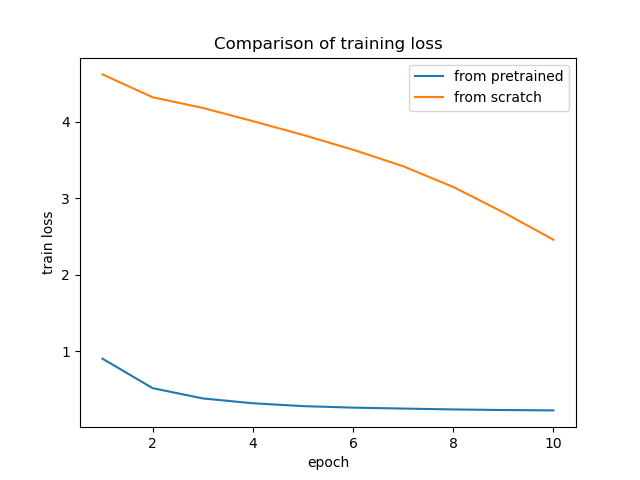 Comparison of training loss
from pretrained
from scratch
4
3
2
1
train loss
2
4
6
8
10
epoch